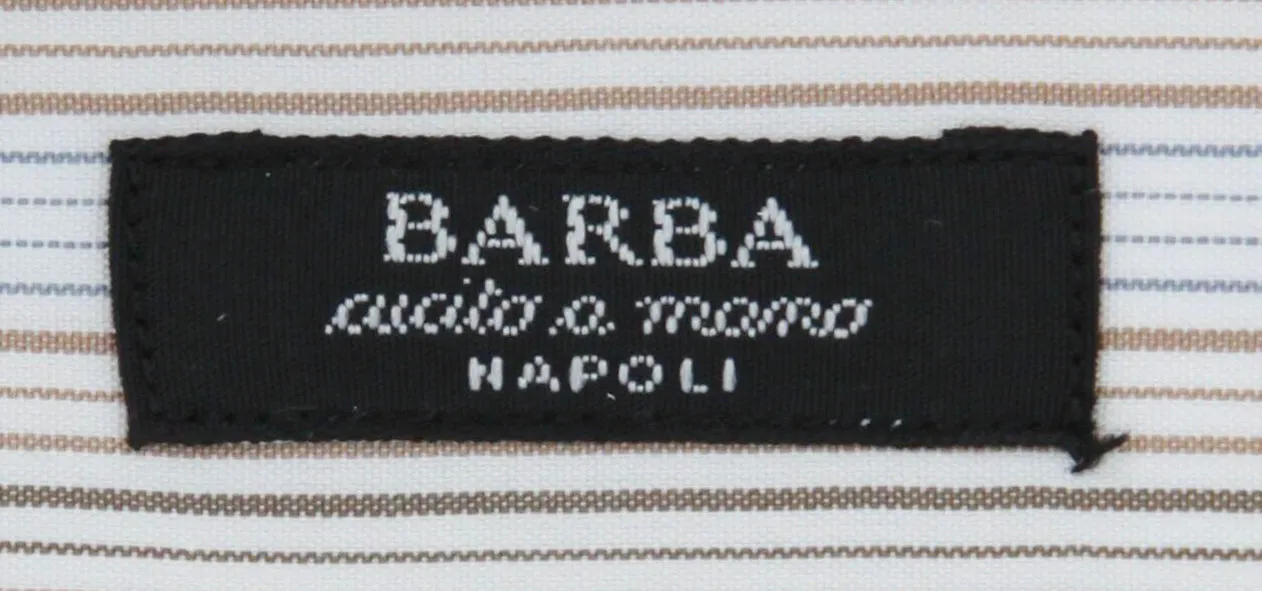 BARBA
cucito a mano
NAPOLI